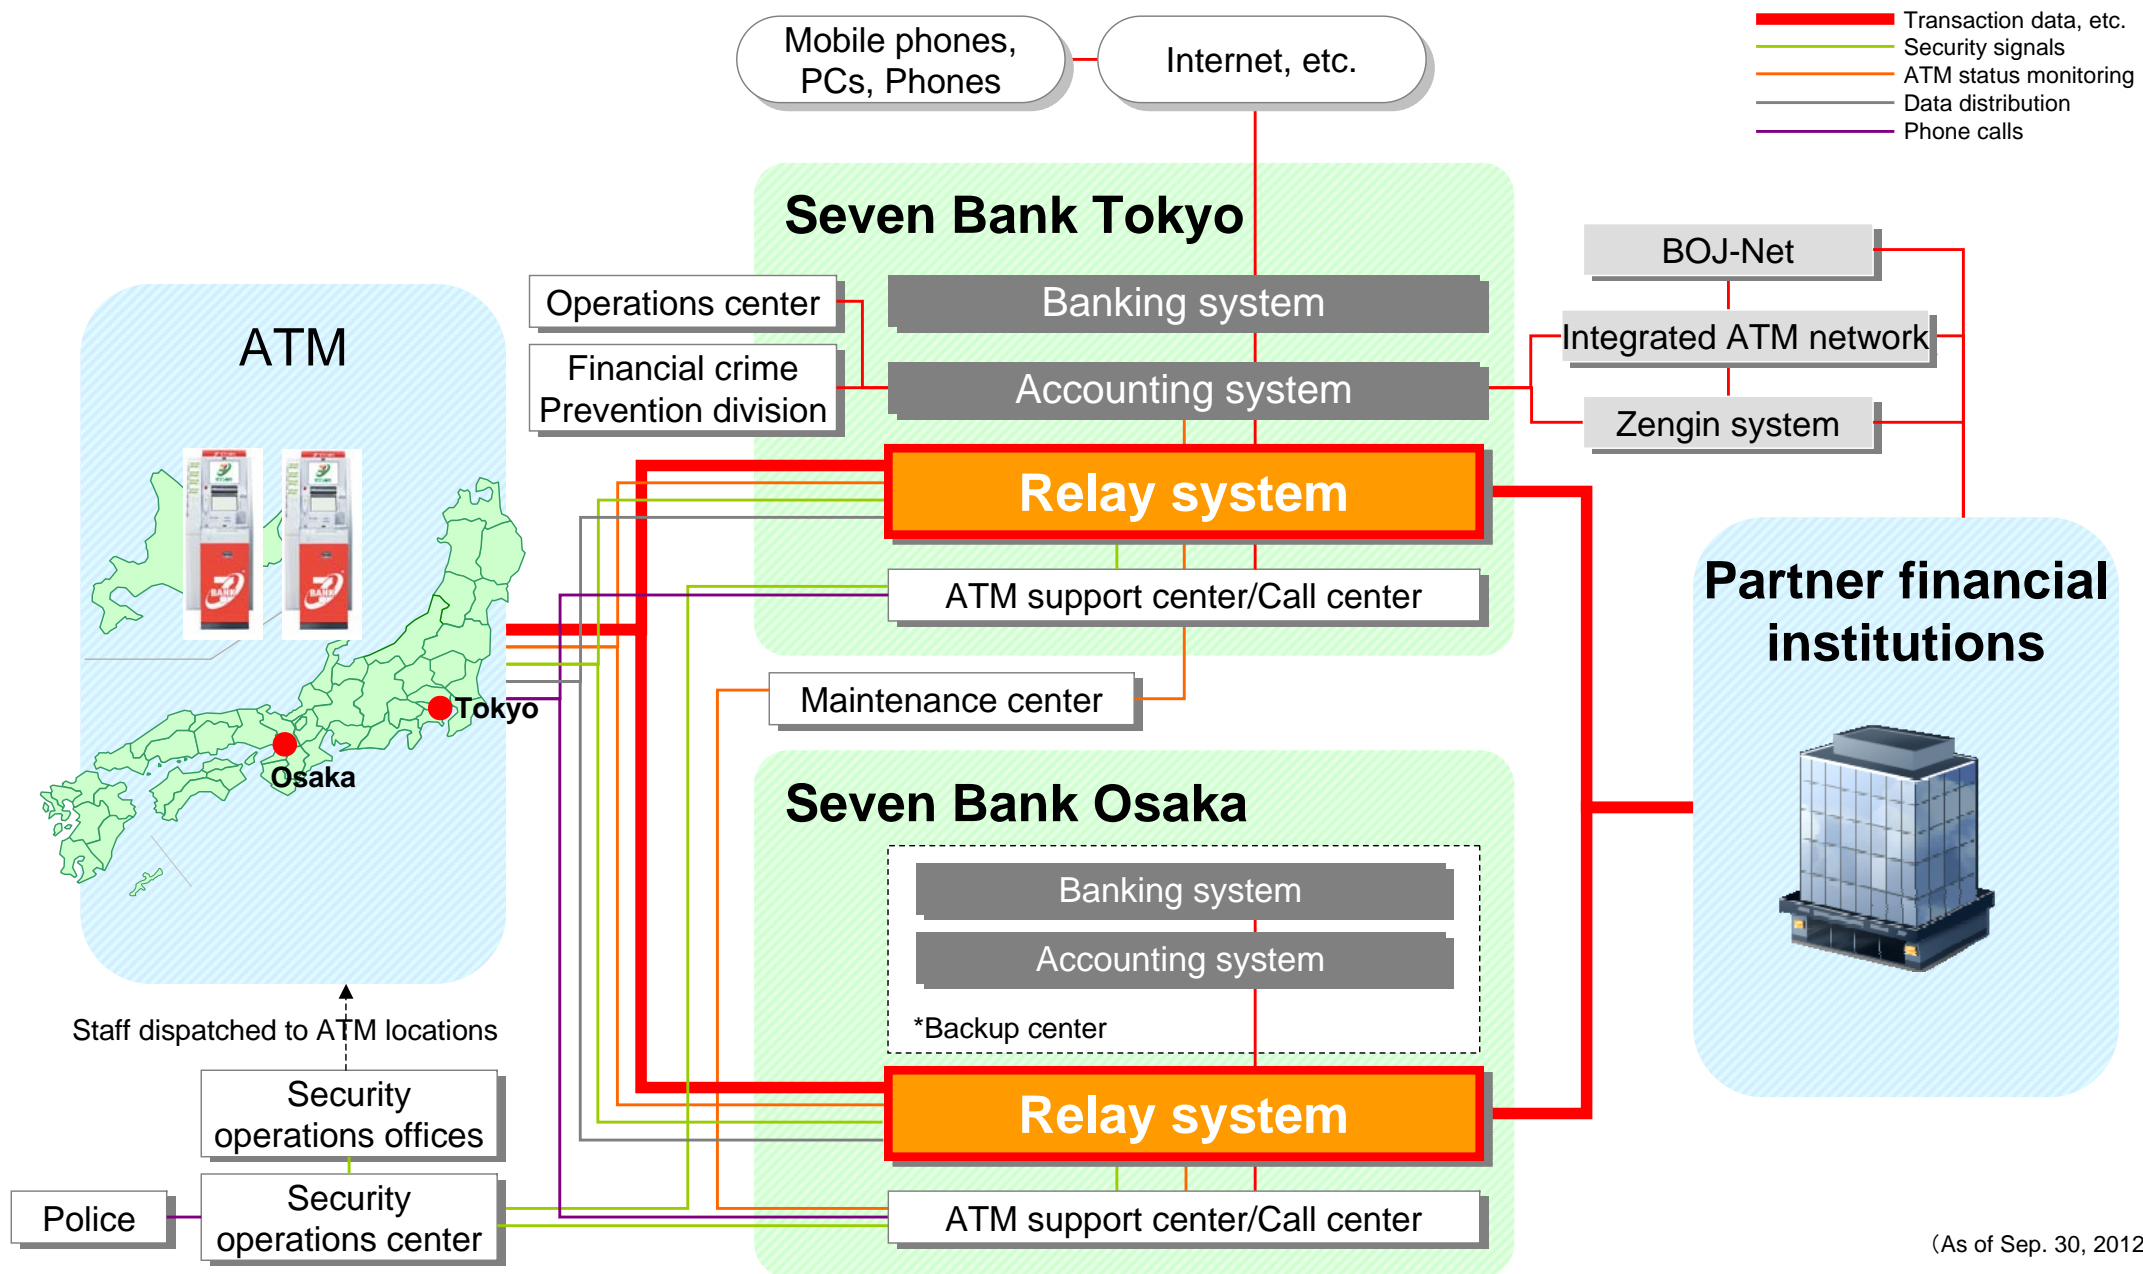 Mobile phones,
PCs, Phones
Internet, etc.
Transaction data, etc.
Security signals
ATM status monitoring
Data distribution
Phone calls
Seven Bank Tokyo
Operations center
Banking system
Financial crime
Prevention division
Accounting system
Relay system
ATM support center/Call center
BOJ-Net
Integrated ATM network
Zengin system
ATM
BANK
BANK
Tokyo
Osaka
Maintenance center
Partner financial
institutions
Seven Bank Osaka
Banking system
Accounting system
*Backup center
Relay system
ATM support center/Call center
Staff dispatched to ATM locations
Security
operations offices
Security
operations center
Police
（As of Sep. 30, 2012